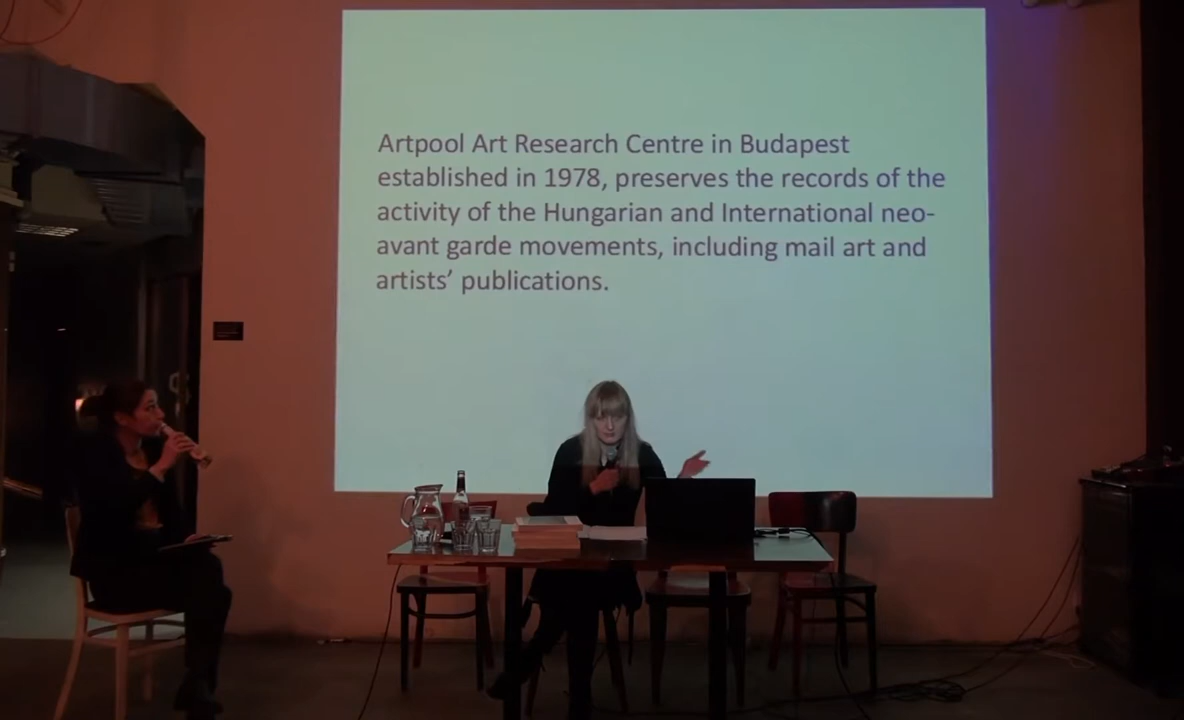 Artpool Art Research Centre in Budapest
established in 1978, preserves the records of the
activity of the Hungarian and International neo-
avant garde movements, including mail art and
artists’ publications.